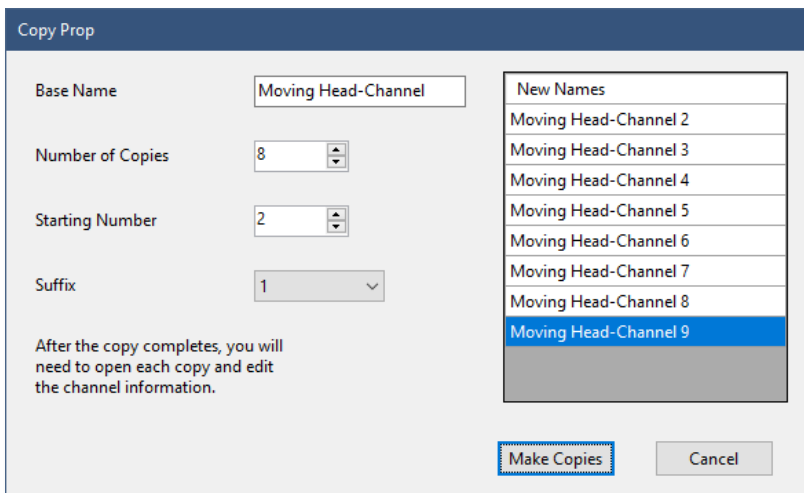 Copy Prop
Base Name
Moving Head-Channel
Number of Copies
8
Starting Number
2
Suffix
1
After the copy completes, you will
need to open each copy and edit
the channel information.
New Names
Moving Head-Channel 2
Moving Head-Channel 3
Moving Head-Channel 4
Moving Head-Channel 5
Moving Head-Channel 6
Moving Head-Channel 7
Moving Head-Channel 8
Moving Head-Channel 9
Make Copies
Cancel